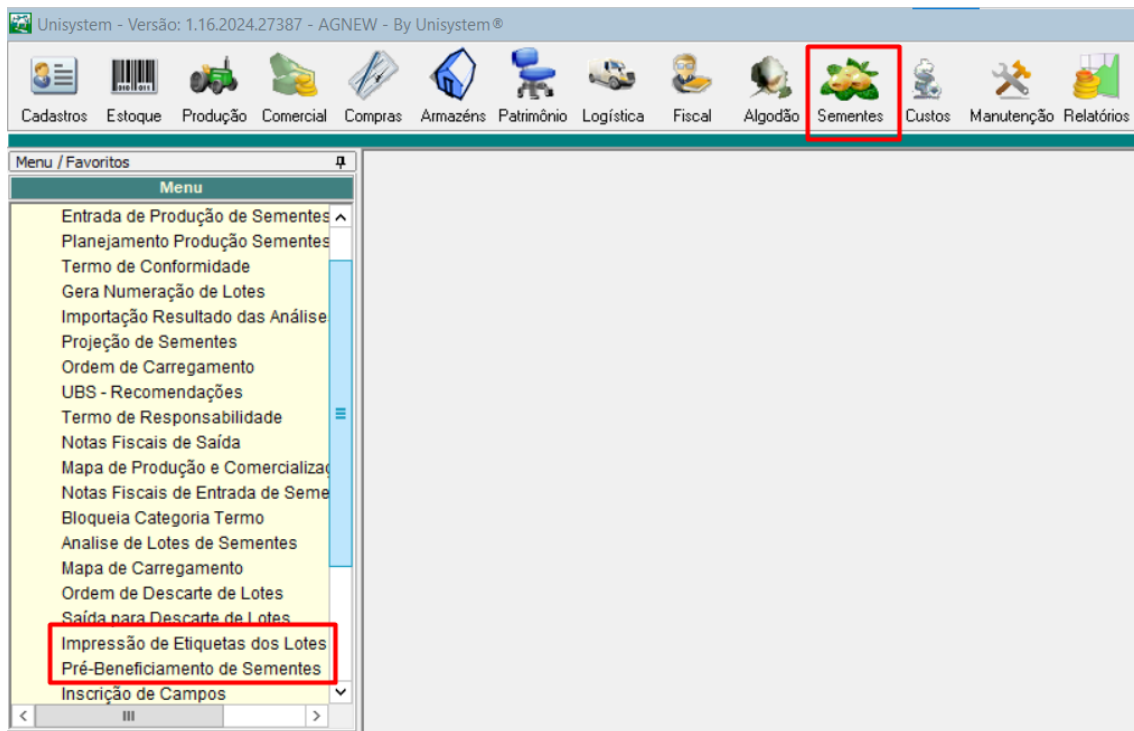 Unisystem - Versão: 1.16.2024.27387 - AGNEW - By Unisystem®
Cadastros Estoque Produção Comercial Compras Armazéns Patrimônio Logística Fiscal Algodão Sementes Custos Manutenção Relatórios
Menu / Favoritos
Menu
Entrada de Produção de Sementes
Planejamento Produção Sementes
Termo de Conformidade
Gera Numeração de Lotes
Importação Resultado das Análise
Projeção de Sementes
Ordem de Carregamento
UBS - Recomendações
Termo de Responsabilidade
Notas Fiscais de Saída
Mapa de Produção e Comercializaç
Notas Fiscais de Entrada de Seme
Bloqueia Categoria Termo
Analise de Lotes de Sementes
Mapa de Carregamento
Ordem de Descarte de Lotes
Saída para Descarte de Lotes
Impressão de Etiquetas dos Lotes
Pré-Beneficiamento de Sementes
Inscrição de Campos